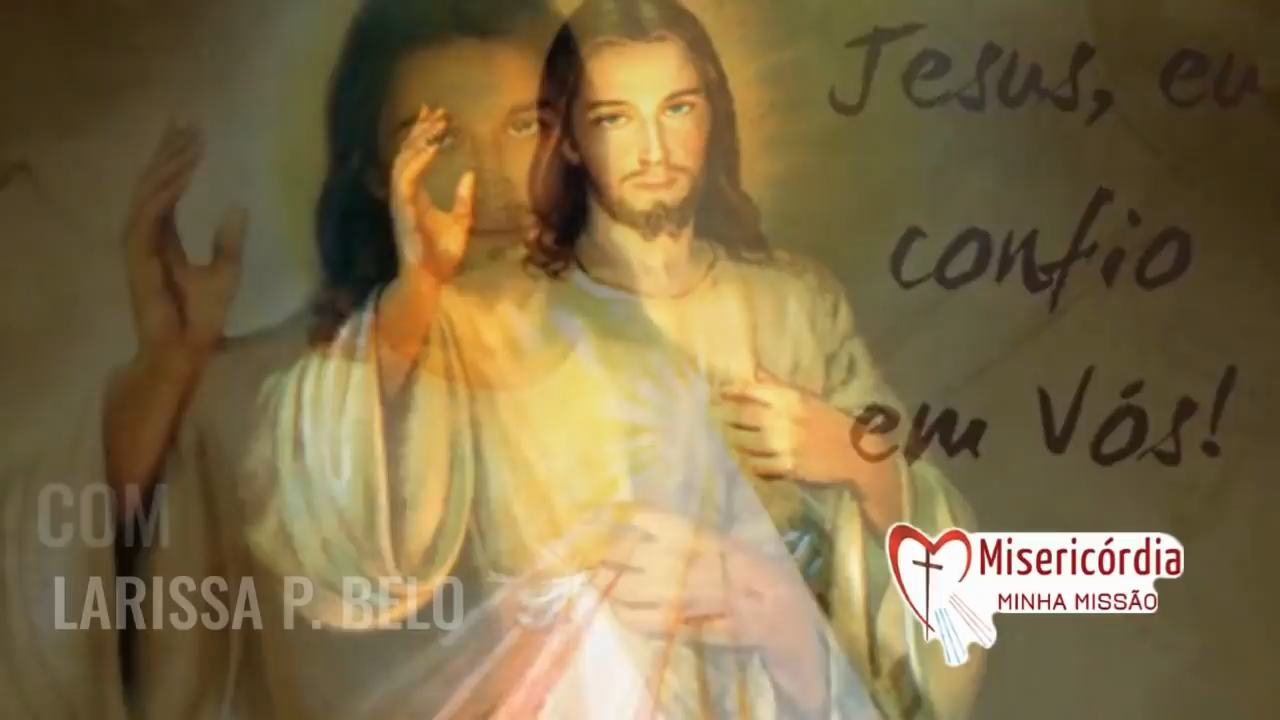 Jesus, eu
confio
em Vós!
COM
LARISSA P. BELO
Misericórdia
MINHA MISSÃO